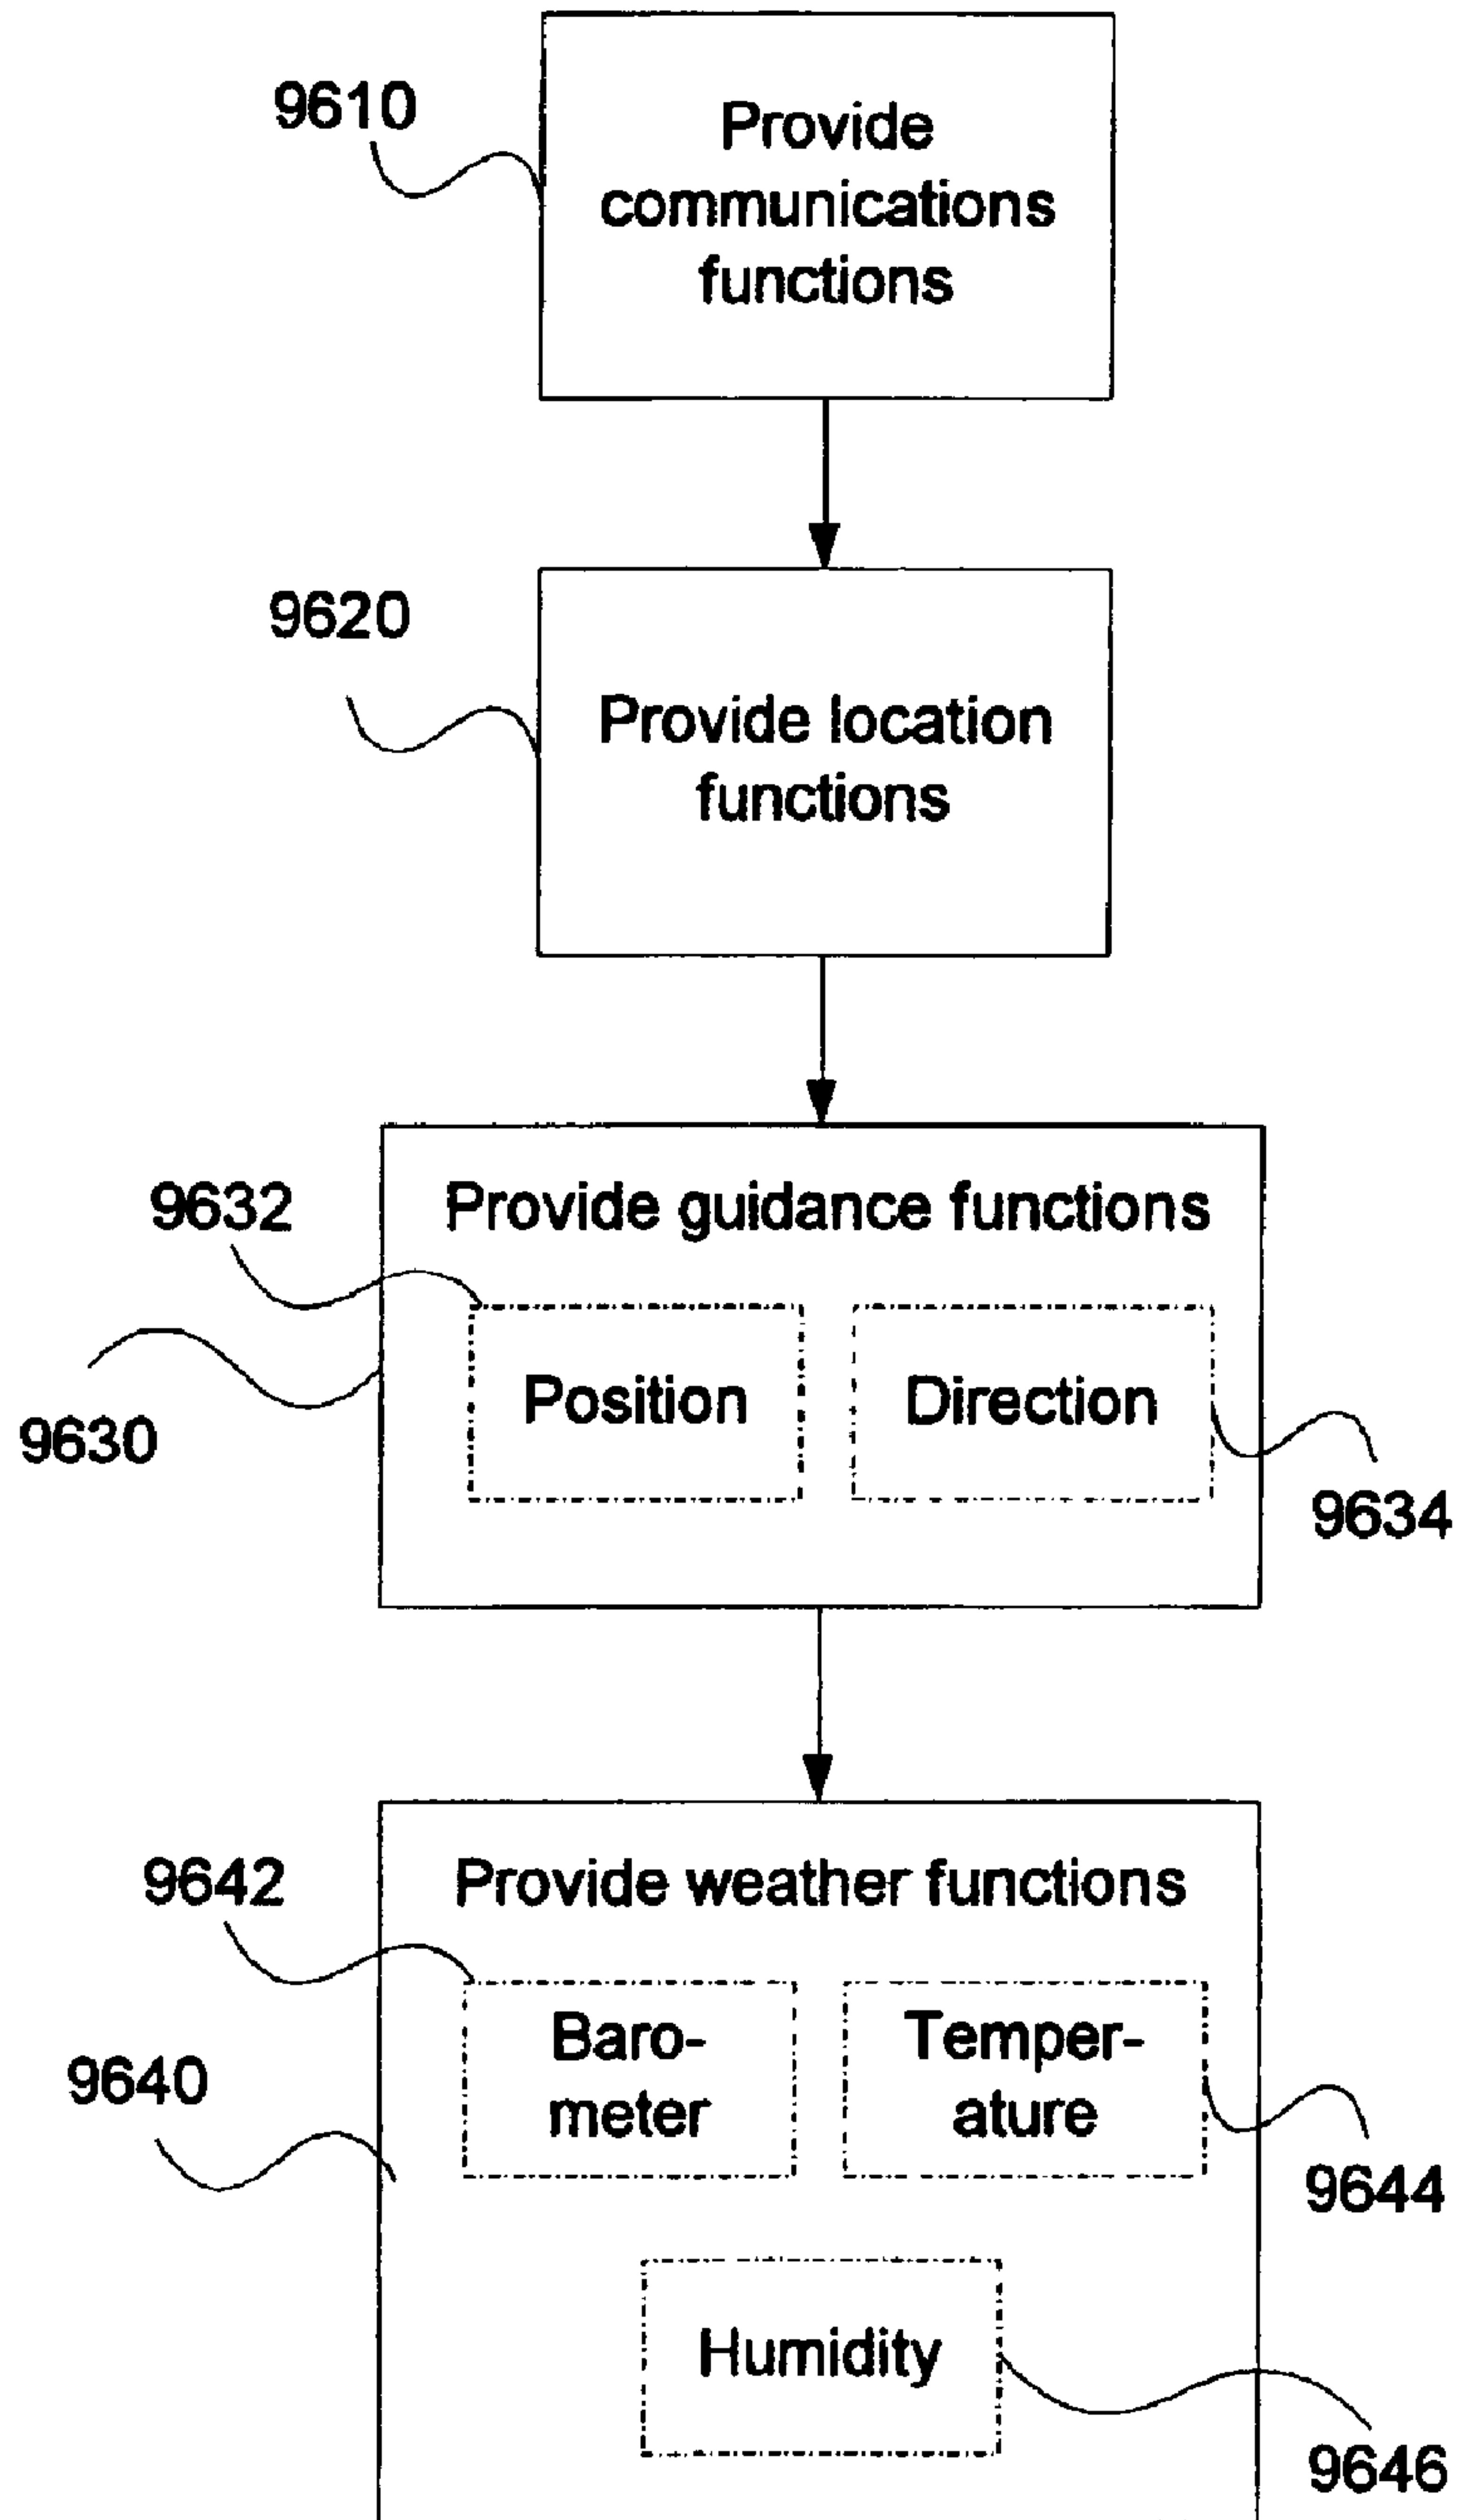 9610
Provide
communications
functions
9620
Provide location
functions
9632
Provide guidance functions
Position
Direction
9630
9634
9642
Provide weather functions
Baro-
meter
Temper-
ature
9640
9644
Humidity
9646